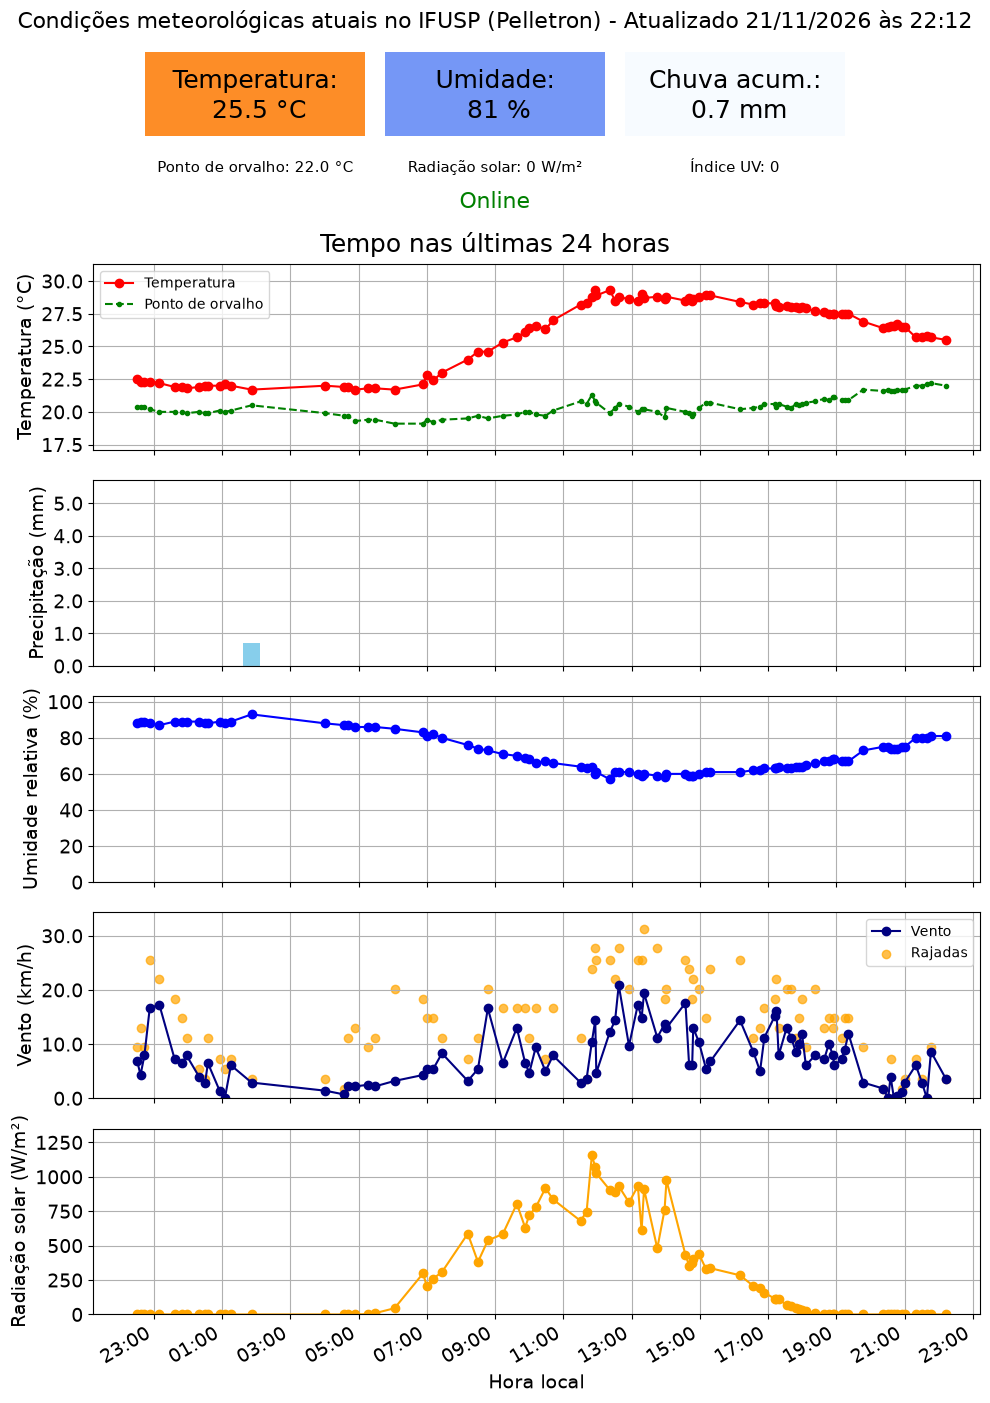 Condições meteorológicas atuais no IFUSP (Pelletron) - Atualizado 21/11/2026 às 22:12
Temperatura:
25.5 °C
Umidade:
81 %
Chuva acum.:
0.7 mm
Ponto de orvalho: 22.0 °C
Radiação solar: 0 W/m²
Índice UV: 0
Online
Tempo nas últimas 24 horas
Temperatura (°C)
30.0
27.5
25.0
22.5
20.0
17.5
Temperatura
Ponto de orvalho
Precipitação (mm)
5.0
4.0
3.0
2.0
1.0
0.0
Umidade relativa (%)
100
80
60
40
20
0
Vento (km/h)
30.0
20.0
10.0
0.0
Vento
Rajadas
Radiação solar (W/m²)
1250
1000
750
500
250
0
23:00
01:00
03:00
05:00
07:00
09:00
11:00
13:00
15:00
17:00
19:00
21:00
23:00
Hora local